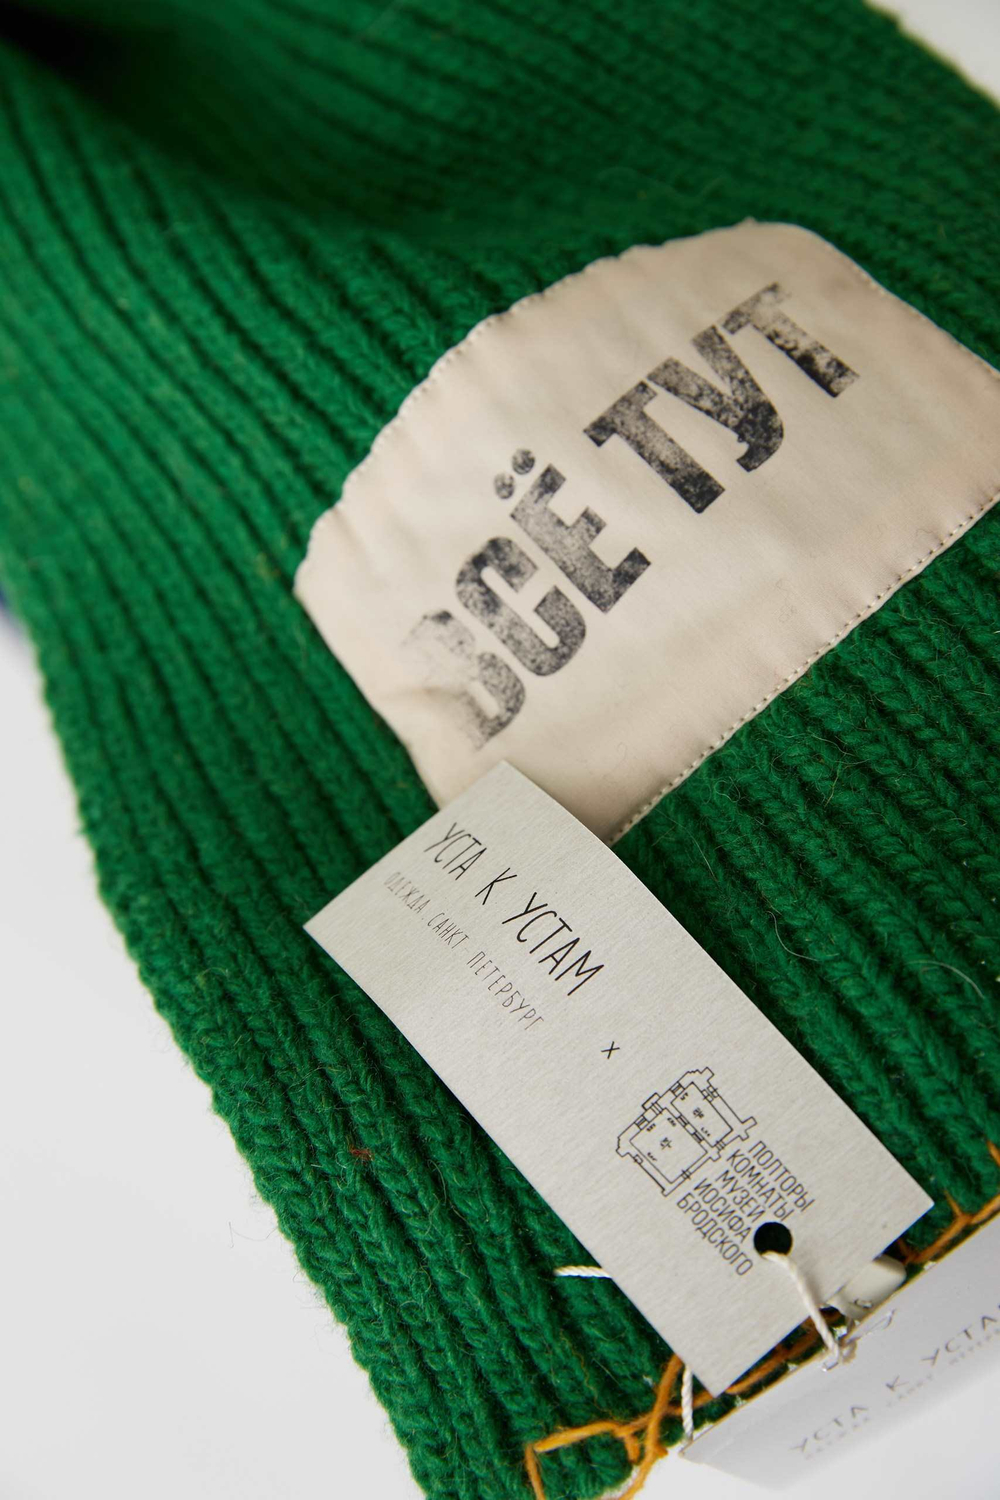 ВСЁ ТУТ
УСТА К УСТАМ
ОДЕЖДА. САНКТ-ПЕТЕРБУРГ
x
ПОЛТОРЫ
КОМНАТЫ
МУЗЕЙ
ИОСИФА
БРОДСКОГО
УСТА К УСТАМ